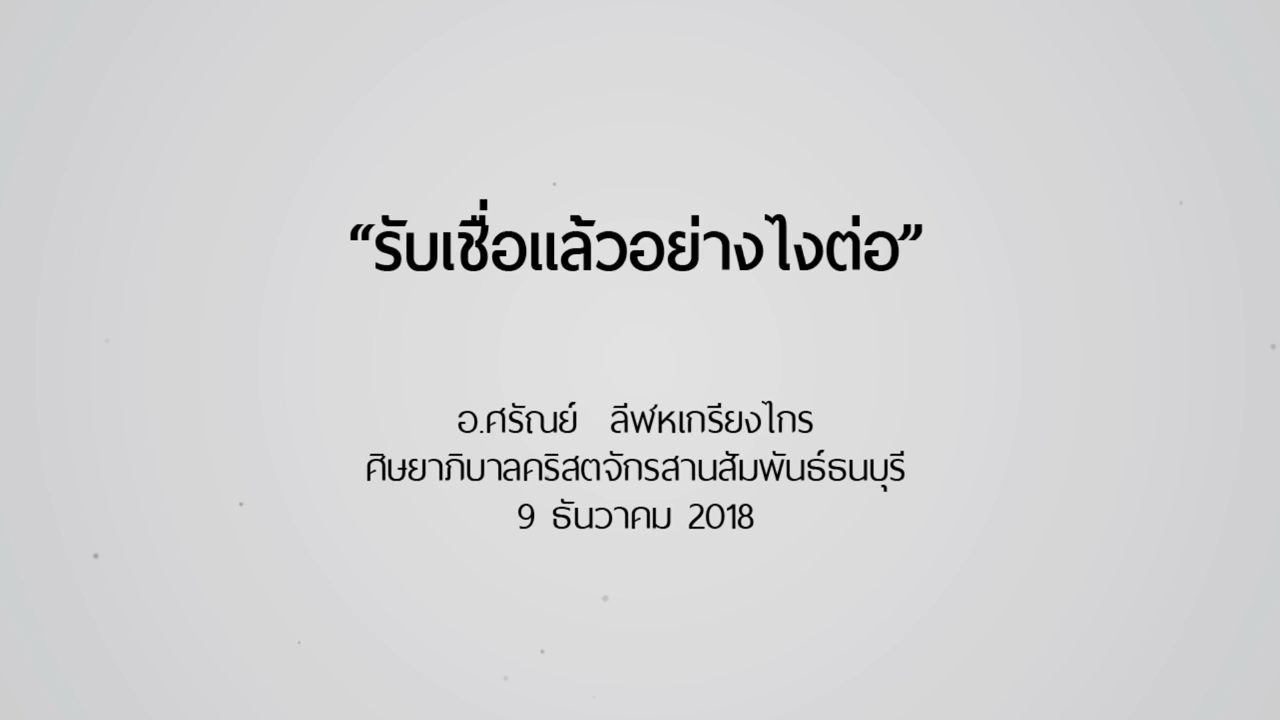 “รับเชื่อแล้วอย่างไงต่อ”
อ.ศรัณย์ ลีฬหเกรียงไกร
ศิษยาภิบาลคริสตจักรสานสัมพันธ์ธนบุรี
9 ธันวาคม 2018